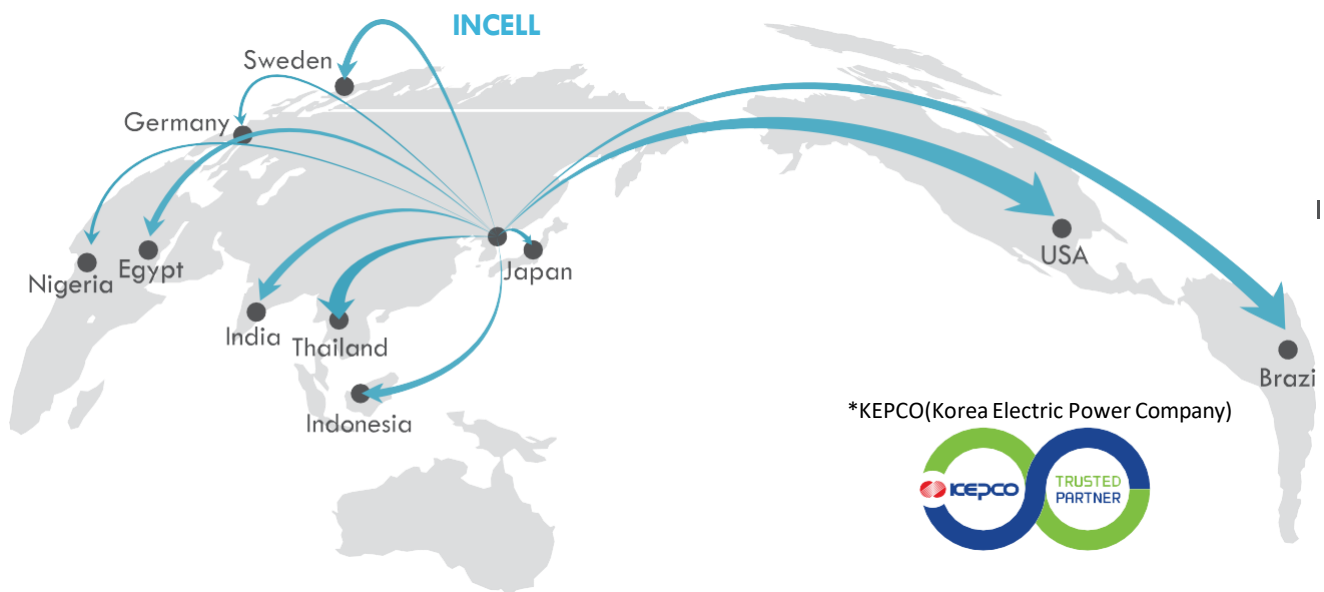 INCELL
Sweden
Germany
Nigeria
Egypt
India
Thailand
Indonesia
Japan
USA
Brazi
*KEPCO(Korea Electric Power Company)
KEPCO
TRUSTED
PARTNER